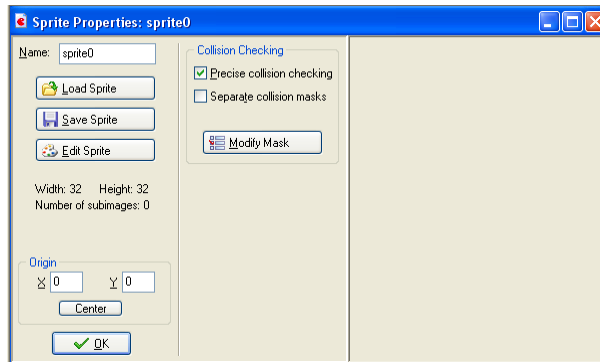 Sprite Properties: sprite0
Name: sprite0
Load Sprite
Save Sprite
Edit Sprite
Width: 32 Height: 32
Number of subimages: 0
Origin
X 0 Y 0
Center
OK
Collision Checking
Precise collision checking
Separate collision masks
Modify Mask